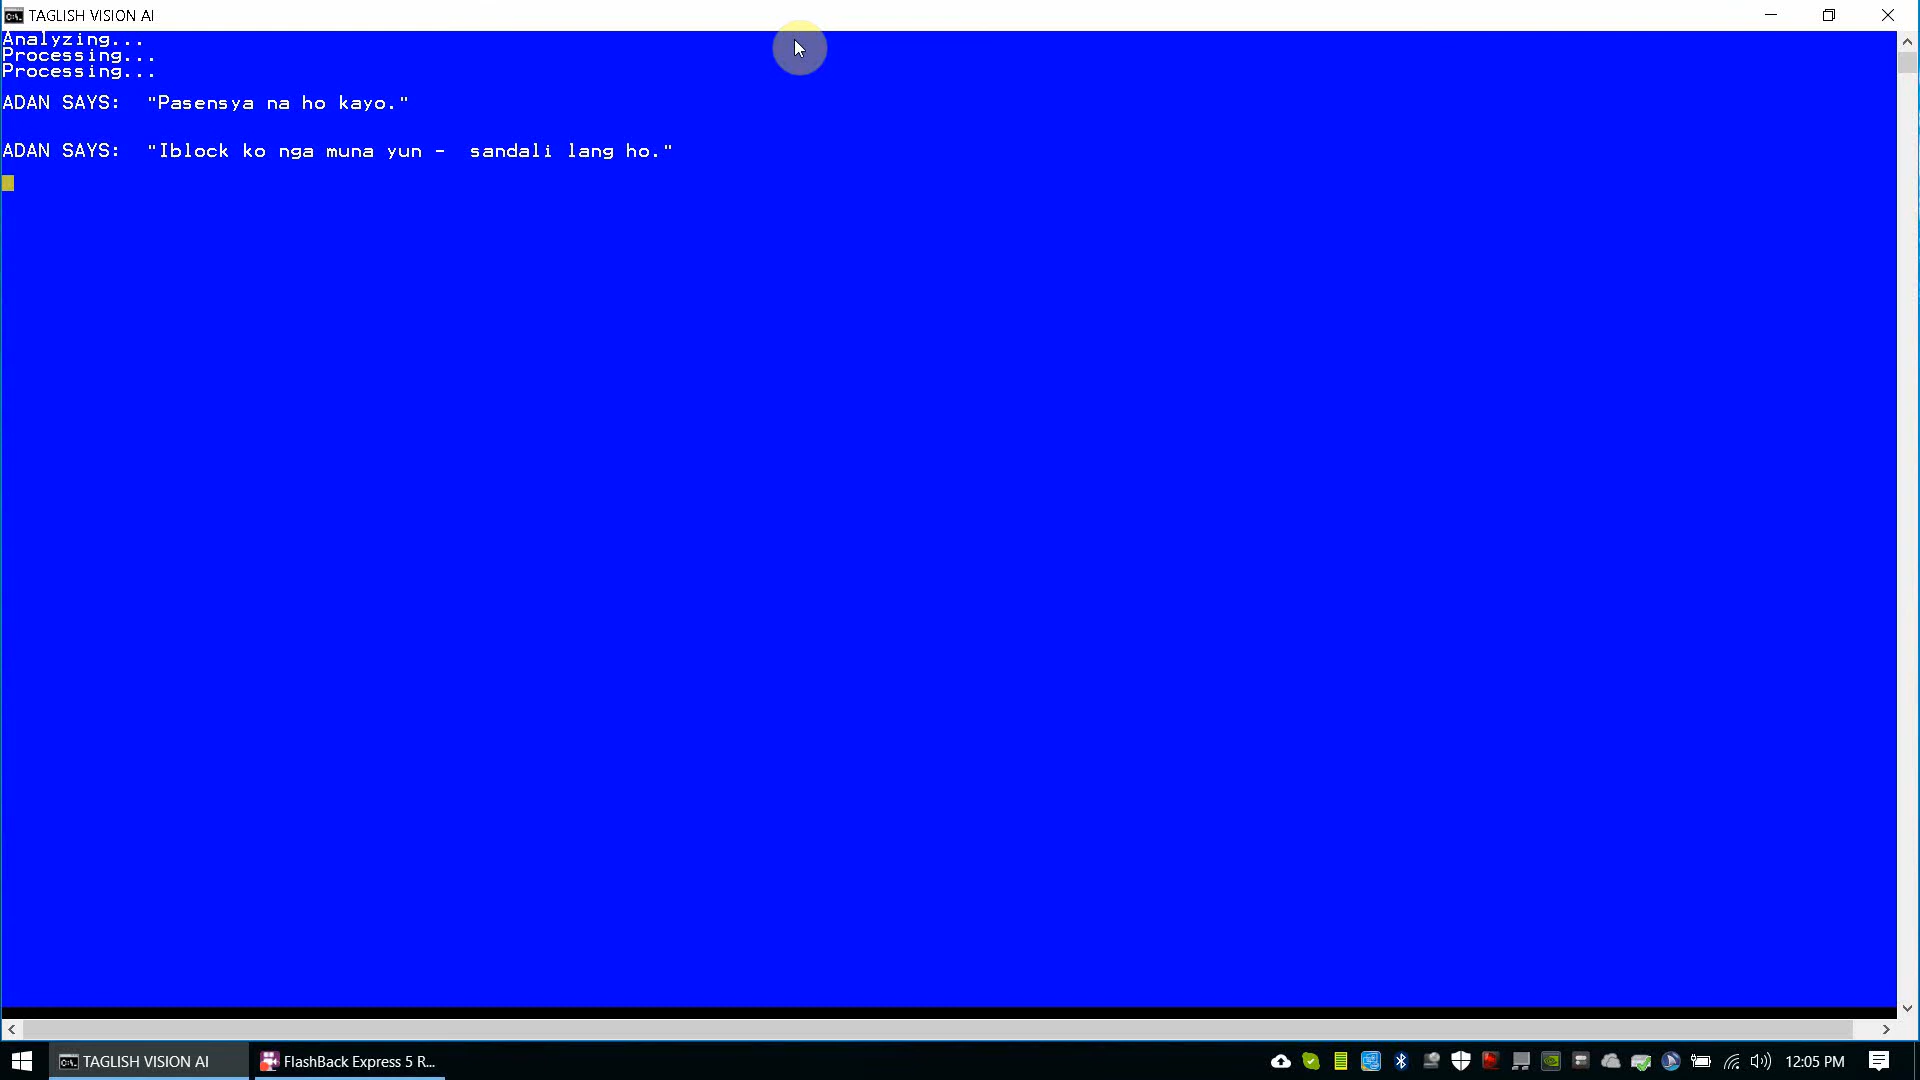 TAGLISH VISION AI
Analyzing...
Processing...
Processing...
ADAN SAYS:  "Pasensya na ho kayo."
ADAN SAYS:  "Iblock ko nga muna yun -  sandali lang ho."
TAGLISH VISION AI
FlashBack Express 5 R...
12:05 PM